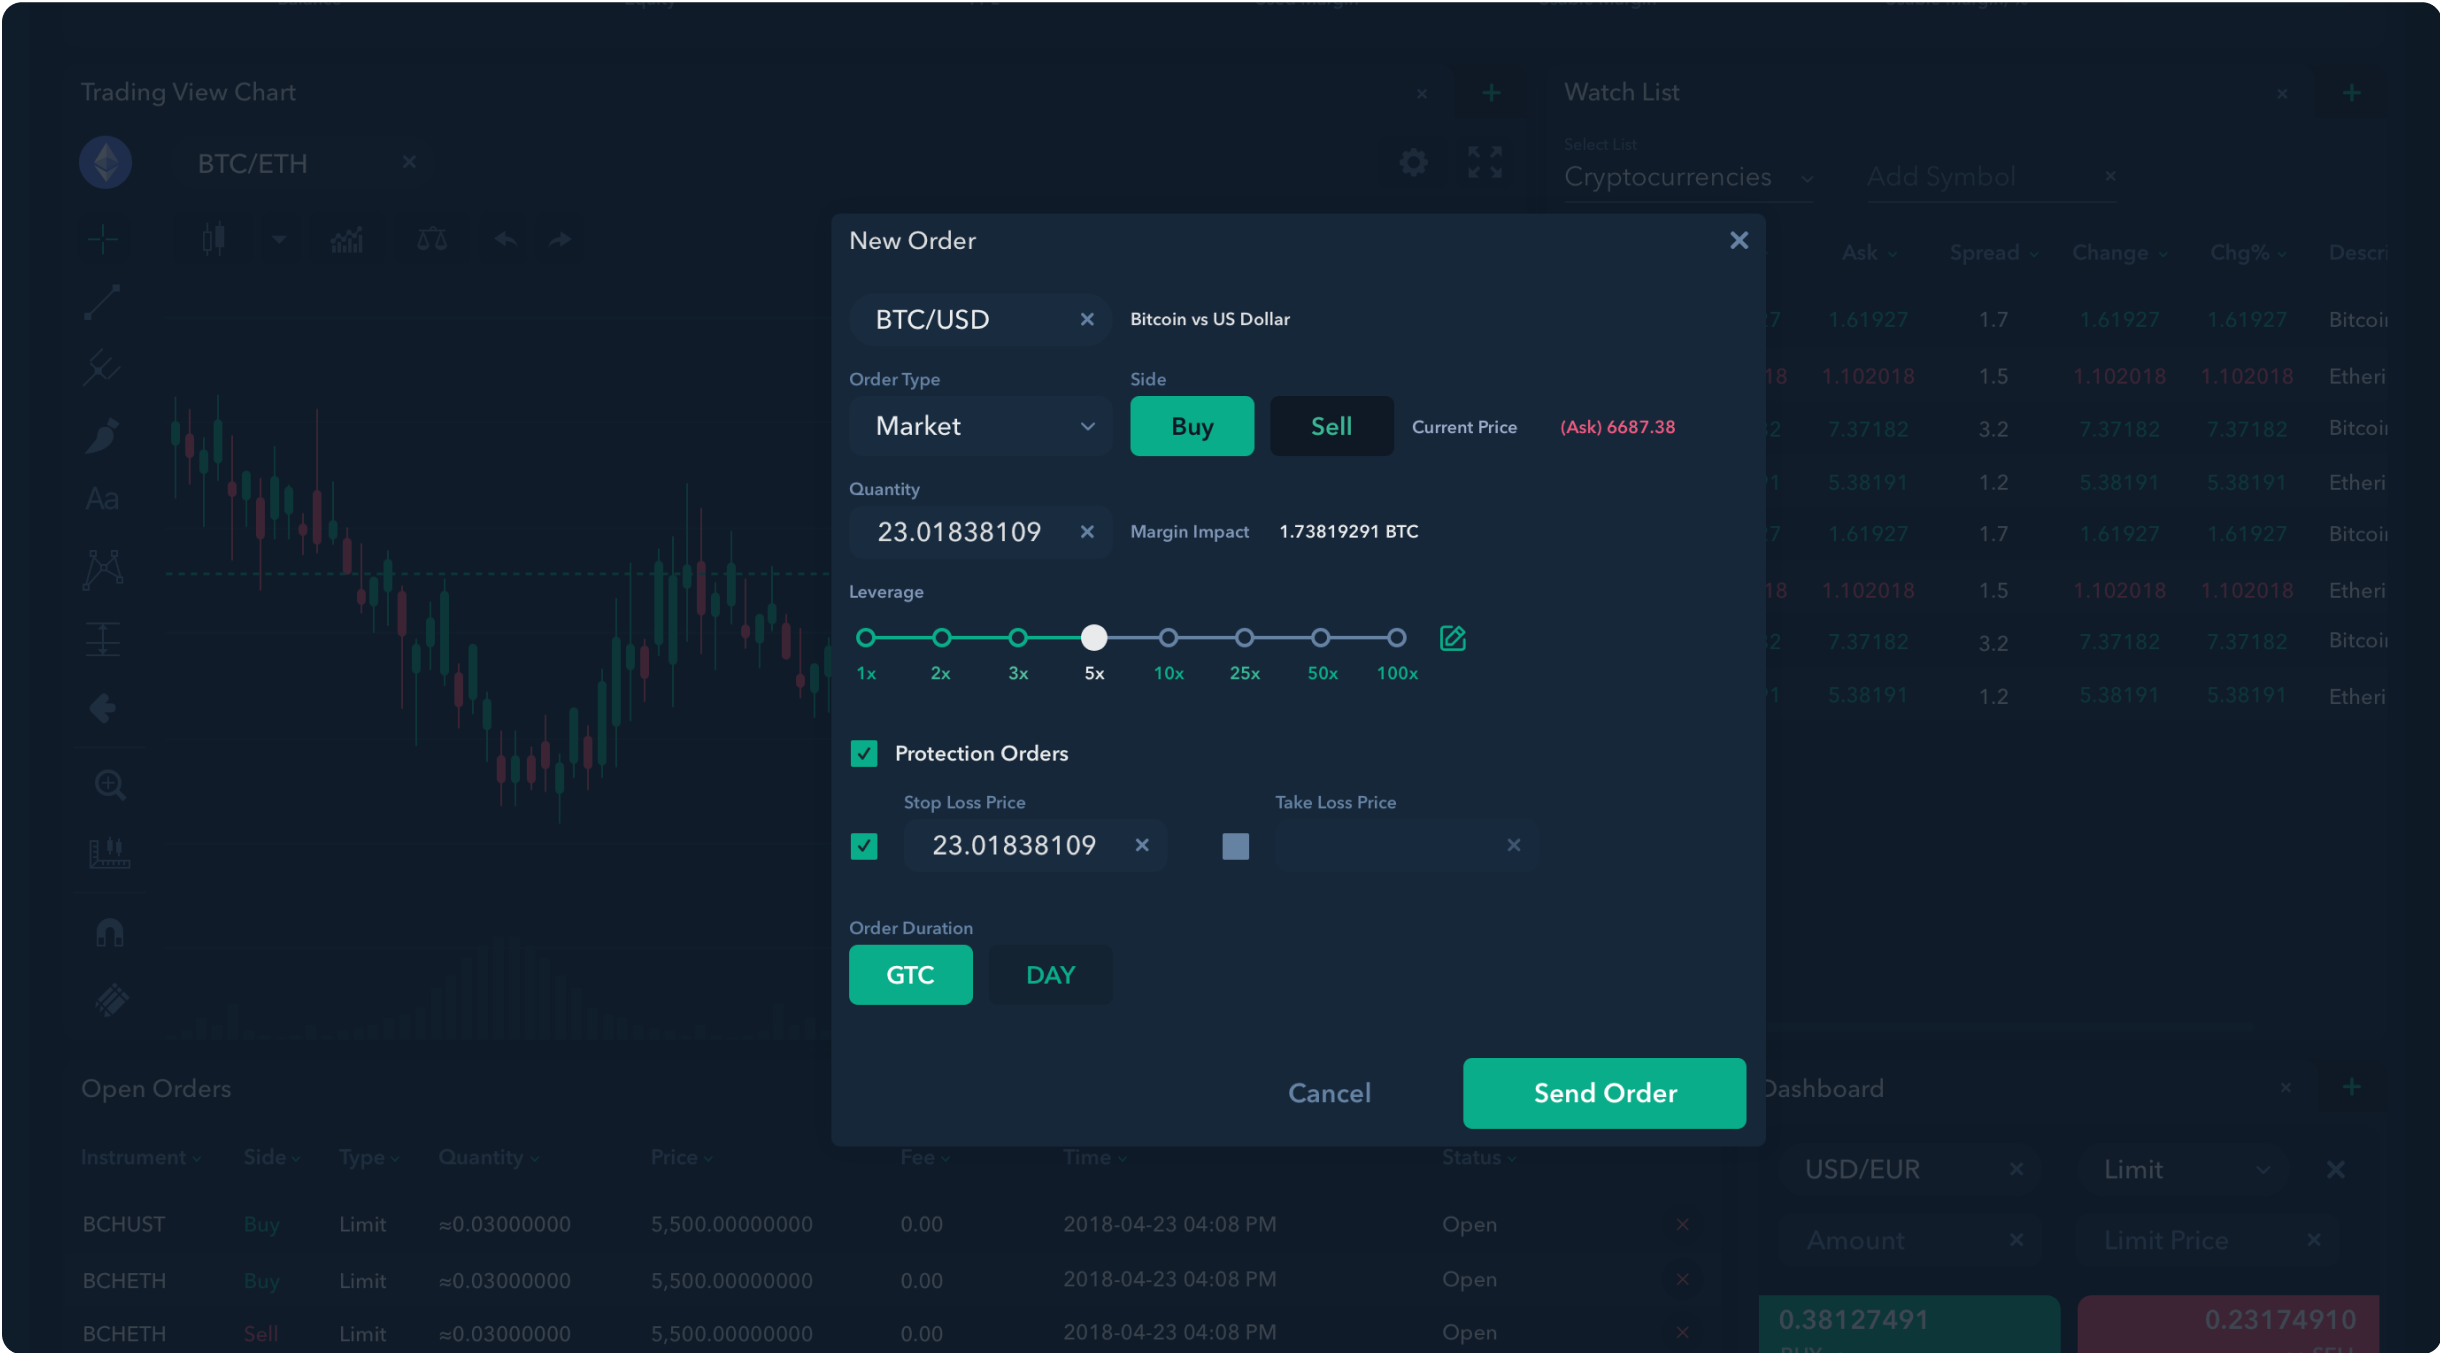 Trading View Chart
Watch List
BTC/ETH
Select List
Cryptocurrencies
Add Symbol
Ask Spread Change Chg% Descri
1.61927 1.7 1.61927 1.61927 Bitcoin
18 1.102018 1.5 1.102018 1.102018 Etheri
7.37182 3.2 7.37182 7.37182 Bitcoin
5.38191 1.2 5.38191 5.38191 Etheri
1.61927 1.7 1.61927 1.61927 Bitcoin
18 1.102018 1.5 1.102018 1.102018 Etheri
7.37182 3.2 7.37182 7.37182 Bitcoin
5.38191 1.2 5.38191 5.38191 Etheri
Aa
New Order
BTC/USD Bitcoin vs US Dollar
Order Type Side
Market Buy Sell Current Price (Ask) 6687.38
Quantity
23.01838109 Margin Impact 1.73819291 BTC
Leverage
1x 2x 3x 5x 10x 25x 50x 100x
Protection Orders
Stop Loss Price Take Loss Price
23.01838109
Order Duration
GTC DAY
Cancel Send Order
Open Orders
Instrument Side Type Quantity Price Fee Time Status
BCHUST Buy Limit ≈0.03000000 5,500.00000000 0.00 2018-04-23 04:08 PM Open
BCHETH Buy Limit ≈0.03000000 5,500.00000000 0.00 2018-04-23 04:08 PM Open
BCHETH Sell Limit ≈0.03000000 5,500.00000000 0.00 2018-04-23 04:08 PM Open
Dashboard
USD/EUR Limit
Amount Limit Price
0.38127491 0.23174910